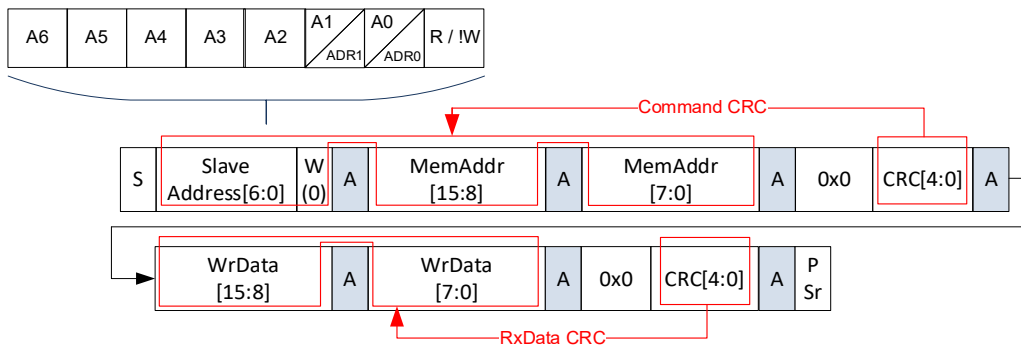 A6 A5 A4 A3 A2 A1 ADR1 A0 ADR0 R / !W
Command CRC
S Slave Address[6:0] W (0) A MemAddr [15:8] A MemAddr [7:0] A 0x0 CRC[4:0] A
WrData [15:8] A WrData [7:0] A 0x0 CRC[4:0] A P Sr
RxData CRC